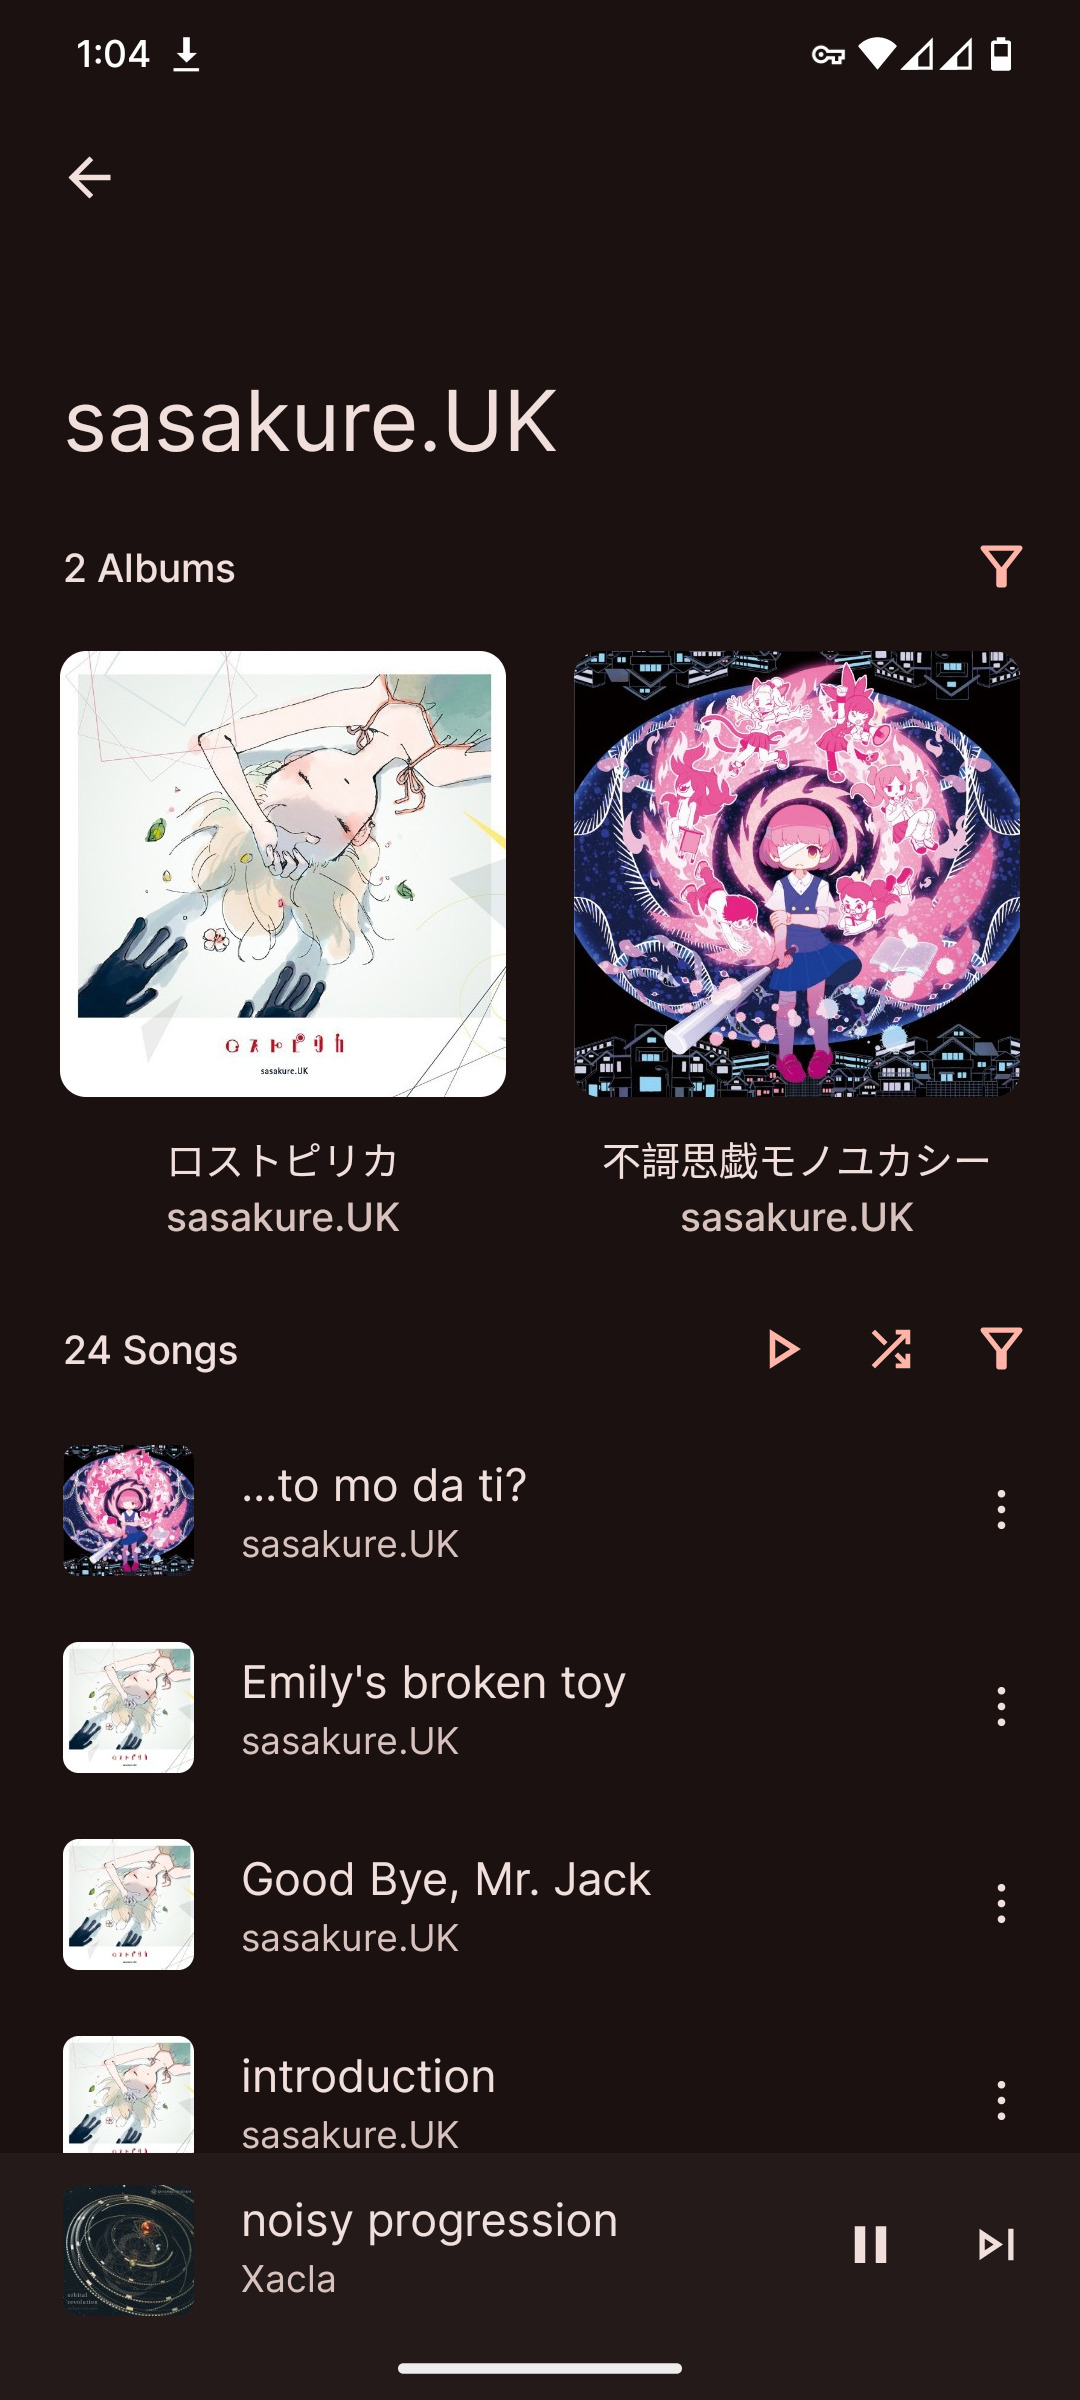 1:04
sasakure.UK
2 Albums
ロストピリカ
sasakure.UK
ロストピリカ
sasakure.UK
不謌思戯モノユカシー
sasakure.UK
24 Songs
...to mo da ti?
sasakure.UK
Emily's broken toy
sasakure.UK
Good Bye, Mr. Jack
sasakure.UK
introduction
sasakure.UK
orbital
revolution
noisy progression
Xacla